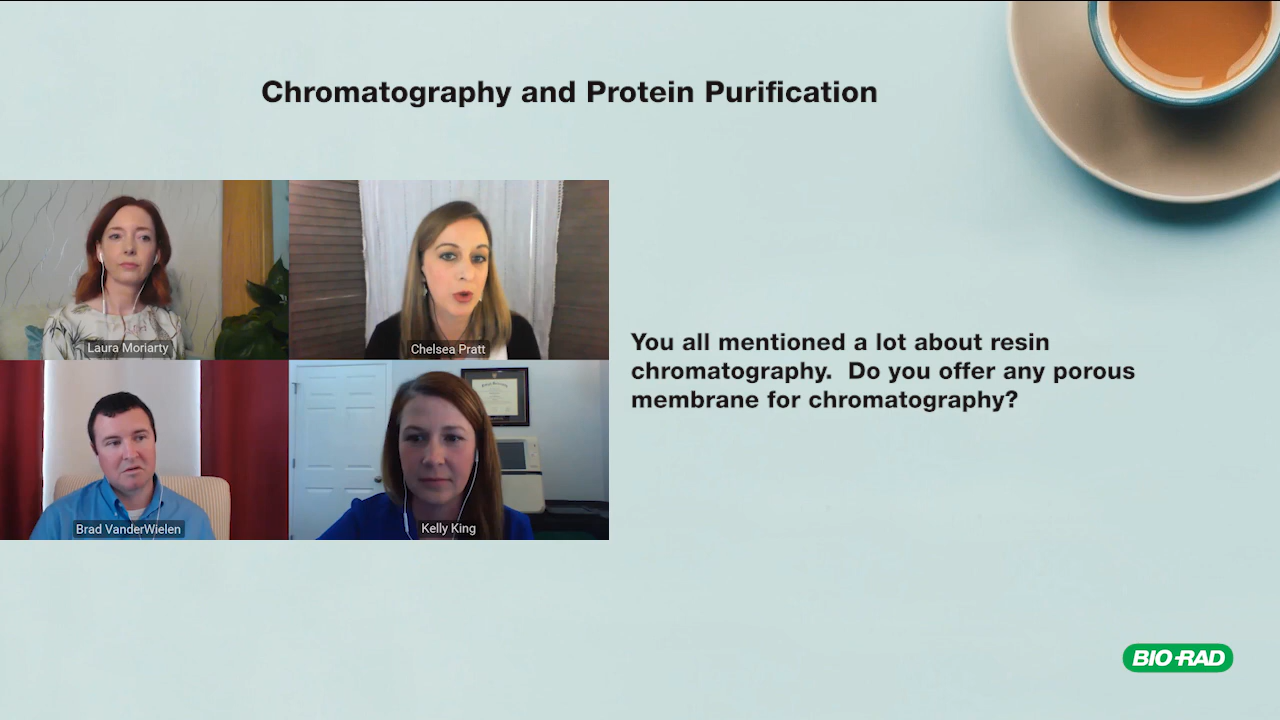 Chromatography and Protein Purification
Laura Moriarty
Chelsea Pratt
Brad VanderWielen
Kelly King
You all mentioned a lot about resin
chromatography.  Do you offer any porous
membrane for chromatography?
BIO-RAD